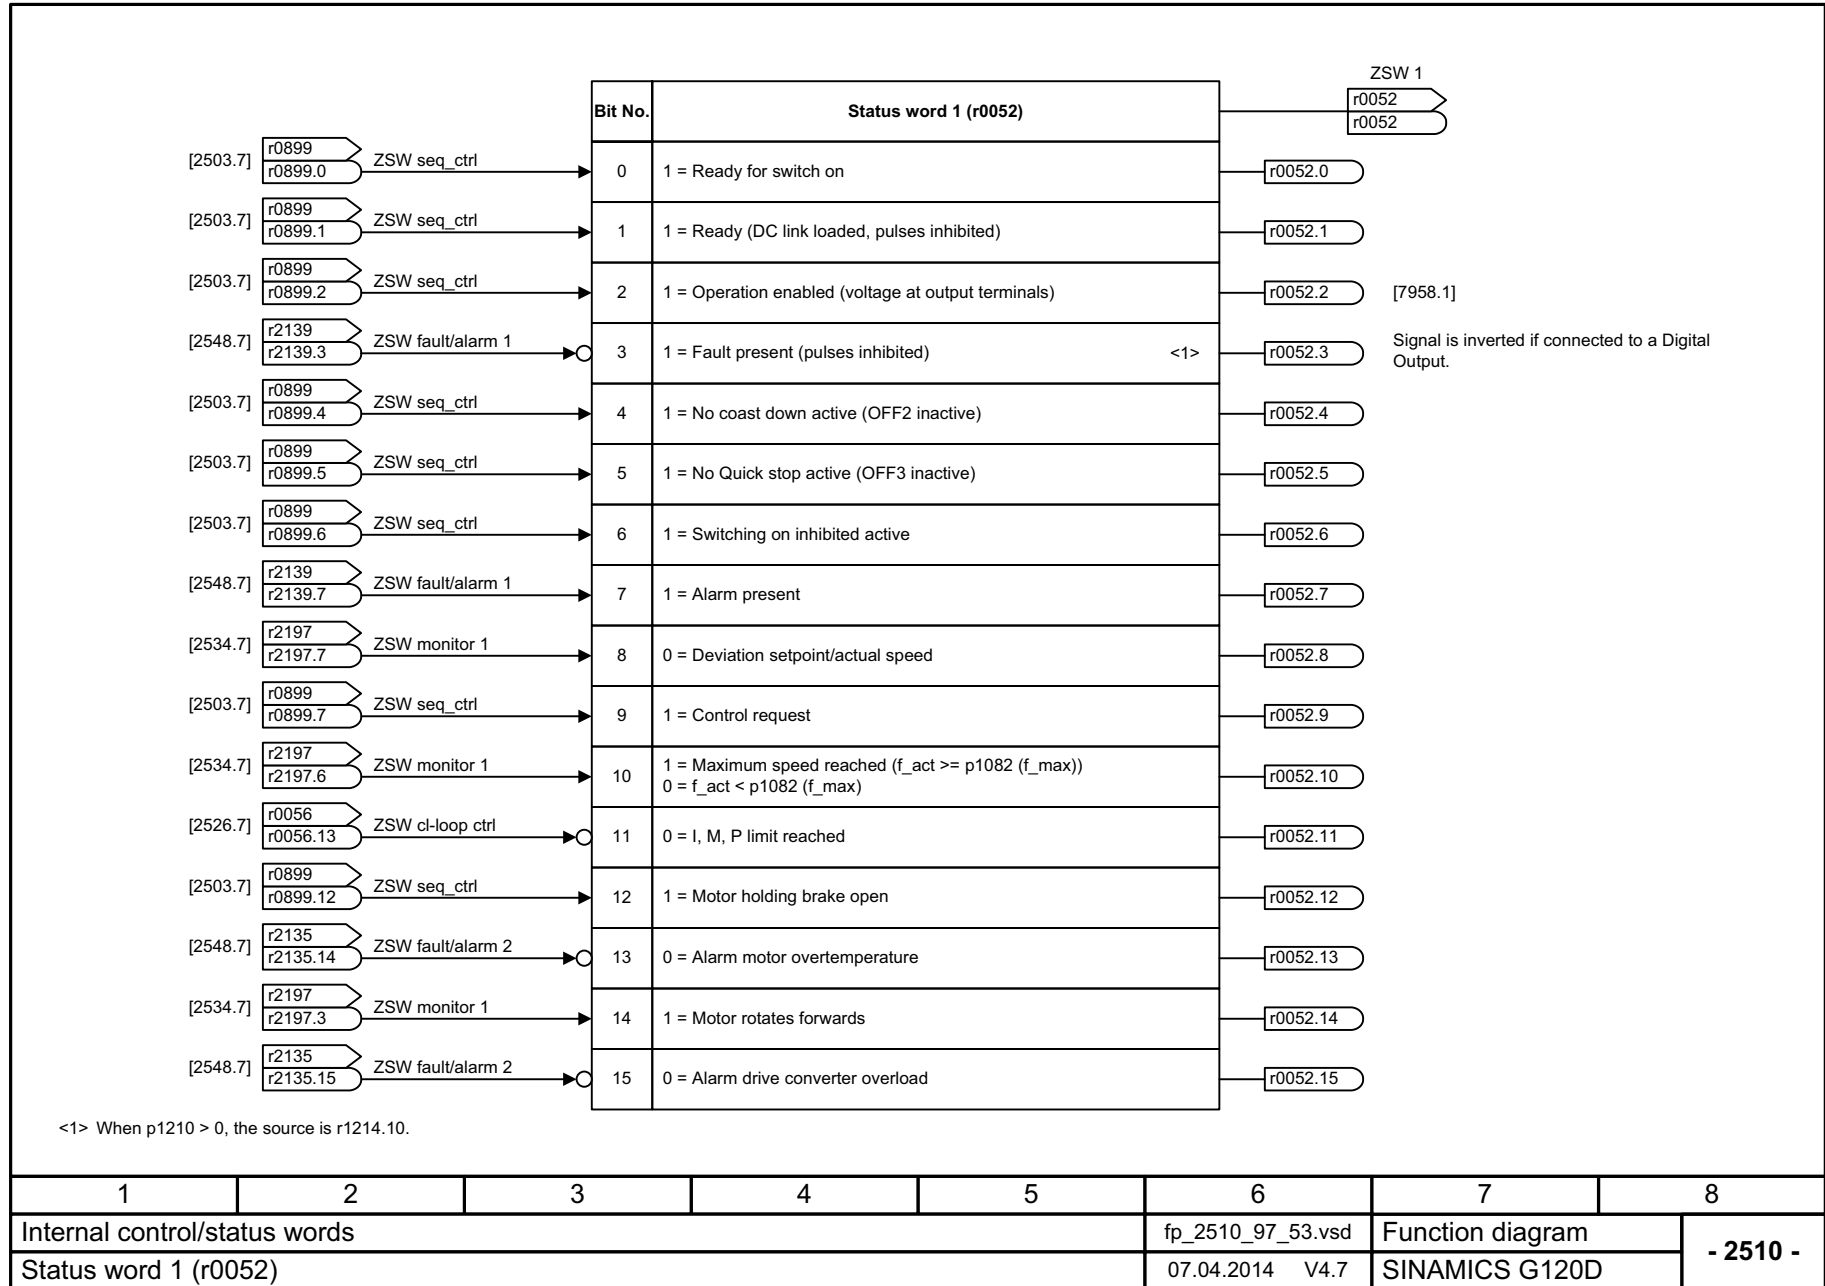 ZSW 1
r0052
r0052
Bit No. Status word 1 (r0052)
[2503.7] r0899 r0899.0 ZSW seq_ctrl 0 1 = Ready for switch on r0052.0
[2503.7] r0899 r0899.1 ZSW seq_ctrl 1 1 = Ready (DC link loaded, pulses inhibited) r0052.1
[2503.7] r0899 r0899.2 ZSW seq_ctrl 2 1 = Operation enabled (voltage at output terminals) r0052.2 [7958.1]
[2548.7] r2139 r2139.3 ZSW fault/alarm 1 3 1 = Fault present (pulses inhibited) <1> r0052.3 Signal is inverted if connected to a Digital
Output.
[2503.7] r0899 r0899.4 ZSW seq_ctrl 4 1 = No coast down active (OFF2 inactive) r0052.4
[2503.7] r0899 r0899.5 ZSW seq_ctrl 5 1 = No Quick stop active (OFF3 inactive) r0052.5
[2503.7] r0899 r0899.6 ZSW seq_ctrl 6 1 = Switching on inhibited active r0052.6
[2548.7] r2139 r2139.7 ZSW fault/alarm 1 7 1 = Alarm present r0052.7
[2534.7] r2197 r2197.7 ZSW monitor 1 8 0 = Deviation setpoint/actual speed r0052.8
[2503.7] r0899 r0899.7 ZSW seq_ctrl 9 1 = Control request r0052.9
[2534.7] r2197 r2197.6 ZSW monitor 1 10 1 = Maximum speed reached (f_act >= p1082 (f_max))
0 = f_act < p1082 (f_max) r0052.10
[2526.7] r0056 r0056.13 ZSW cl-loop ctrl 11 0 = I, M, P limit reached r0052.11
[2503.7] r0899 r0899.12 ZSW seq_ctrl 12 1 = Motor holding brake open r0052.12
[2548.7] r2135 r2135.14 ZSW fault/alarm 2 13 0 = Alarm motor overtemperature r0052.13
[2534.7] r2197 r2197.3 ZSW monitor 1 14 1 = Motor rotates forwards r0052.14
[2548.7] r2135 r2135.15 ZSW fault/alarm 2 15 0 = Alarm drive converter overload r0052.15
<1> When p1210 > 0, the source is r1214.10.
1 2 3 4 5 6 7 8
Internal control/status words fp_2510_97_53.vsd Function diagram - 2510 -
Status word 1 (r0052) 07.04.2014 V4.7 SINAMICS G120D